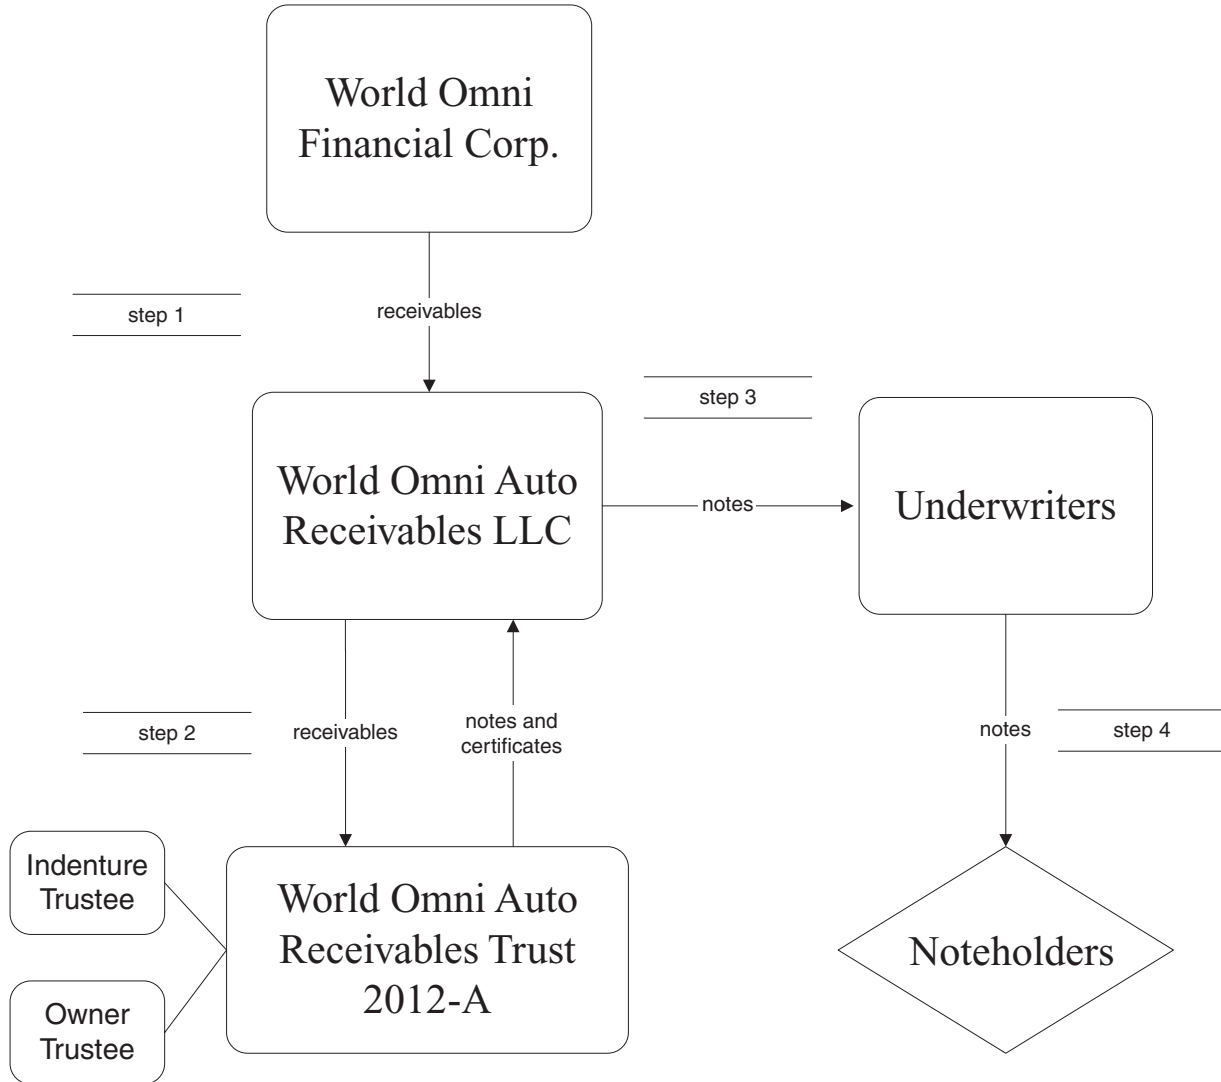 World Omni
Financial Corp.
step 1
receivables
step 3
World Omni Auto
Receivables LLC
notes
Underwriters
step 2
receivables
notes and
certificates
notes
step 4
Indenture
Trustee
Owner
Trustee
World Omni Auto
Receivables Trust
2012-A
Noteholders